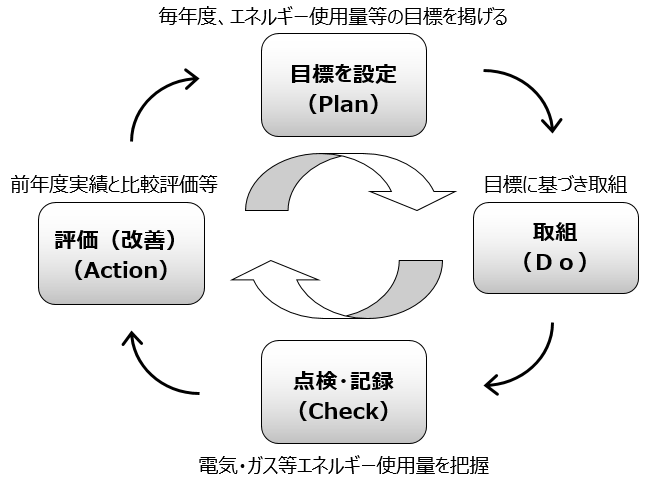 毎年度、エネルギー使用量等の目標を掲げる
目標を設定
（Plan）
前年度実績と比較評価等
目標に基づき取組
評価（改善）
（Action）
取組
（Ｄｏ）
点検・記録
（Check）
電気・ガス等エネルギー使用量を把握